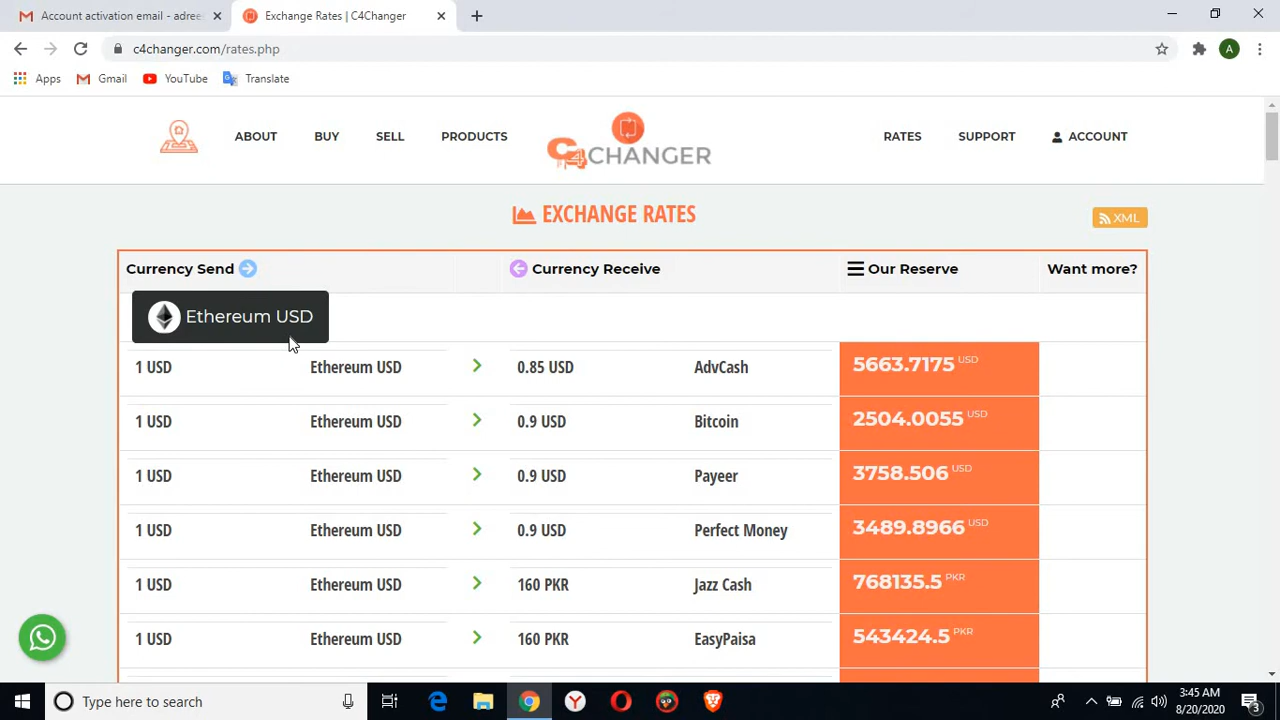 Account activation email - adree
Exchange Rates | C4Changer
c4changer.com/rates.php
A
Apps Gmail YouTube Translate
ABOUT BUY SELL PRODUCTS C4CHANGER RATES SUPPORT ACCOUNT
EXCHANGE RATES
XML
Currency Send Currency Receive Our Reserve Want more?
Ethereum USD
1 USD Ethereum USD 0.85 USD AdvCash 5663.7175 USD
1 USD Ethereum USD 0.9 USD Bitcoin 2504.0055 USD
1 USD Ethereum USD 0.9 USD Payeer 3758.506 USD
1 USD Ethereum USD 0.9 USD Perfect Money 3489.8966 USD
1 USD Ethereum USD 160 PKR Jazz Cash 768135.5 PKR
1 USD Ethereum USD 160 PKR EasyPaisa 543424.5 PKR
Type here to search
3:45 AM
8/20/2020
3